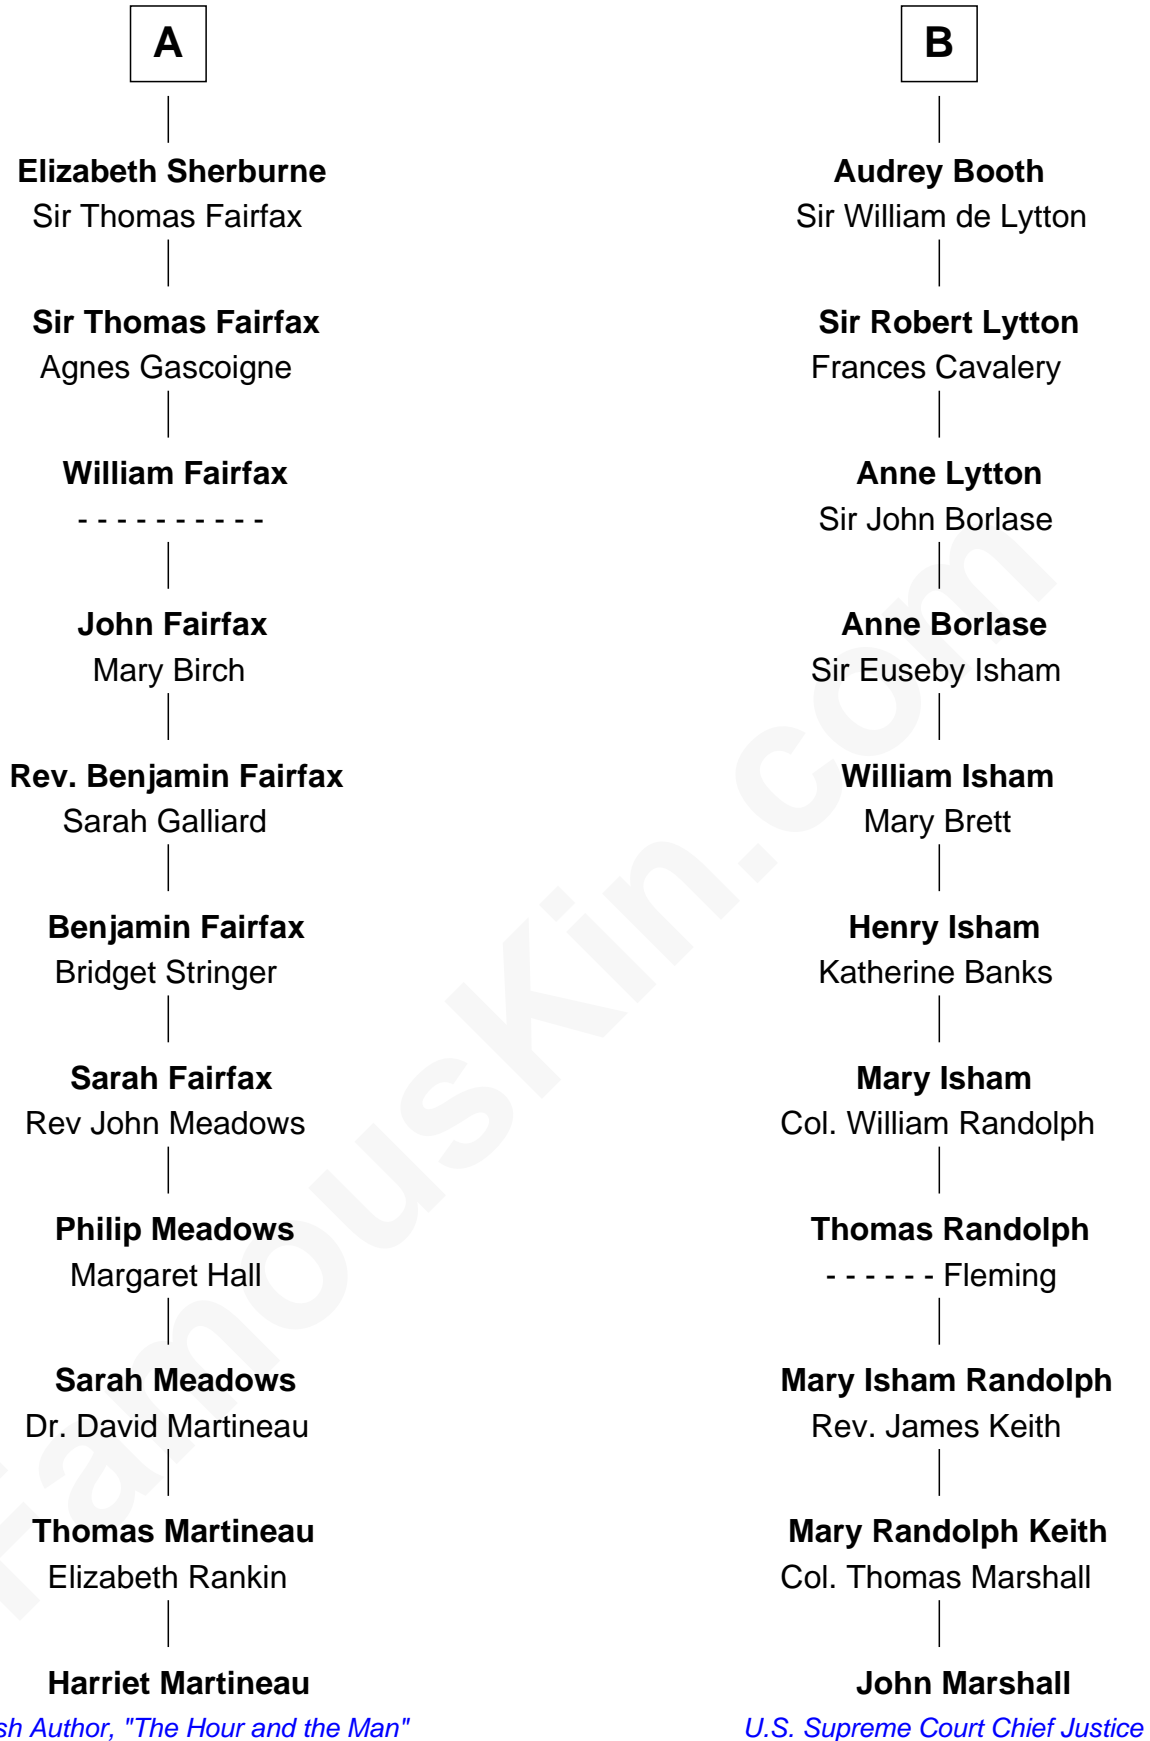 A
Elizabeth Sherburne
Sir Thomas Fairfax
Sir Thomas Fairfax
Agnes Gascoigne
William Fairfax
- - - - - - - - - -
John Fairfax
Mary Birch
Rev. Benjamin Fairfax
Sarah Galliard
Benjamin Fairfax
Bridget Stringer
Sarah Fairfax
Rev John Meadows
Philip Meadows
Margaret Hall
Sarah Meadows
Dr. David Martineau
Thomas Martineau
Elizabeth Rankin
Harriet Martineau
sh Author, "The Hour and the Man"
B
Audrey Booth
Sir William de Lytton
Sir Robert Lytton
Frances Cavalery
Anne Lytton
Sir John Borlase
Anne Borlase
Sir Euseby Isham
William Isham
Mary Brett
Henry Isham
Katherine Banks
Mary Isham
Col. William Randolph
Thomas Randolph
- - - - - - Fleming
Mary Isham Randolph
Rev. James Keith
Mary Randolph Keith
Col. Thomas Marshall
John Marshall
U.S. Supreme Court Chief Justice
FamousKin.com